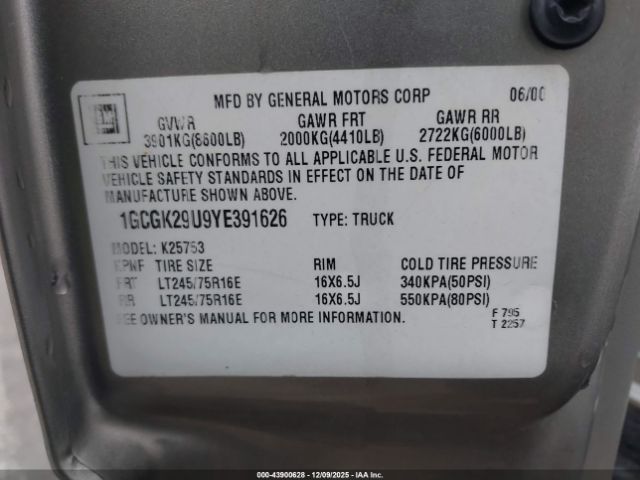 GM
MFD BY GENERAL MOTORS CORP 06/00
GVWR GAWR FRT GAWR RR
3901KG(8600LB) 2000KG(4410LB) 2722KG(6000LB)
THIS VEHICLE CONFORMS TO ALL APPLICABLE U.S. FEDERAL MOTOR
VEHICLE SAFETY STANDARDS IN EFFECT ON THE DATE OF
MANUFACTURE SHOWN ABOVE.
1GCGK29U9YE391626 TYPE: TRUCK
MODEL: K25753
TIRE SIZE RIM COLD TIRE PRESSURE
FRT LT245/75R16E 16X6.5J 340KPA(50PSI)
RR LT245/75R16E 16X6.5J 550KPA(80PSI)
SEE OWNER'S MANUAL FOR MORE INFORMATION.
F 795
T 2257
000-43900628 - 12/09/2025 - IAA, Inc.